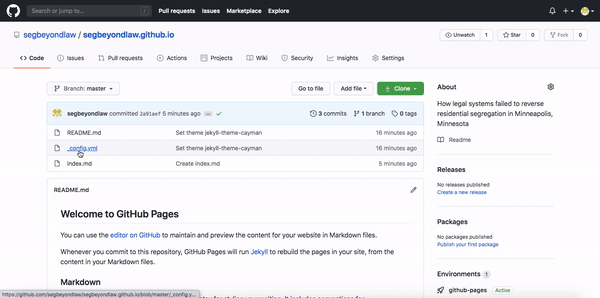 Search or jump to...
Pull requests Issues Marketplace Explore
segbeyondlaw / segbeyondlaw.github.io
Unwatch 1 Star 0 Fork 0
Code Issues Pull requests Actions Projects Wiki Security Insights Settings
Branch: master Go to file Add file Clone
segbeyondlaw committed 2a91aef 5 minutes ago 3 commits 1 branch 0 tags
README.md Set theme jekyll-theme-cayman 16 minutes ago
_config.yml Set theme jekyll-theme-cayman 16 minutes ago
index.md Create index.md 5 minutes ago
README.md
Welcome to GitHub Pages
You can use the editor on GitHub to maintain and preview the content for your website in Markdown files.
Whenever you commit to this repository, GitHub Pages will run Jekyll to rebuild the pages in your site, from
the content in your Markdown files.
Markdown
About
How legal systems failed to reverse
residential segregation in Minneapolis,
Minnesota
Readme
Releases
No releases published
Create a new release
Packages
No packages published
Publish your first package
Environments 1
github-pages Active
https://github.com/segbeyondlaw/segbeyondlaw.github.io/blob/master/_config.y...